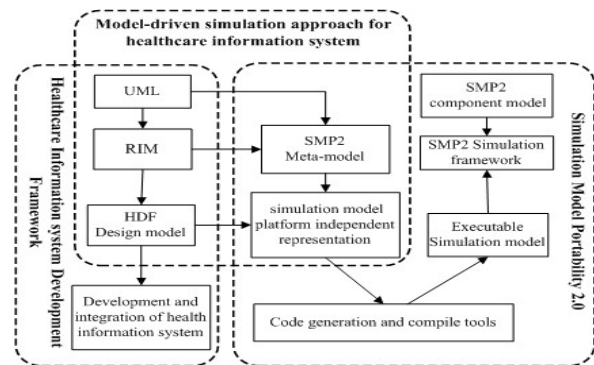 Model-driven simulation approach for
healthcare information system
Healthcare Information system Development
Framework
UML
RIM
HDF
Design model
Development and
integration of health
information system
SMP2
Meta-model
simulation model
platform independent
representation
Code generation and compile tools
SMP2
component model
SMP2 Simulation
framework
Executable
Simulation model
Simulation Model Portability 2.0